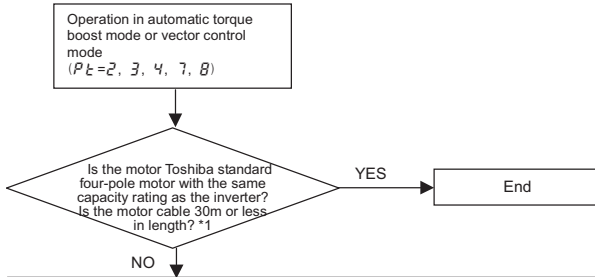 Operation in automatic torque
boost mode or vector control
mode
(Pt=2, 3, 4, 7, 8)
Is the motor Toshiba standard
four-pole motor with the same
capacity rating as the inverter?
Is the motor cable 30m or less
in length? *1
YES
End
NO